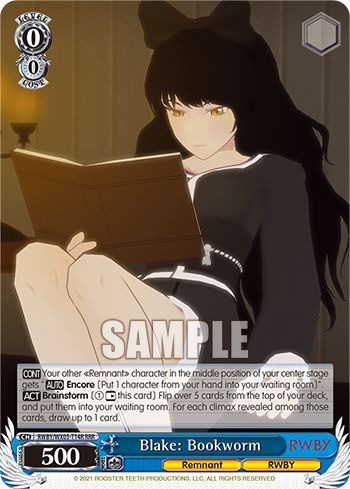 LEVEL
0
0
COST
SAMPLE
CONT Your other «Remnant» character in the middle position of your center stage
gets "AUTO Encore [Put 1 character from your hand into your waiting room]".
ACT Brainstorm [(1) this card] Flip over 5 cards from the top of your deck,
and put them into your waiting room. For each climax revealed among those
cards, draw up to 1 card.
CH
500
POWER
Blake: Bookworm
RWBY
Remnant
RWBY
© 2021 ROOSTER TEETH PRODUCTIONS, LLC, ALL RIGHTS RESERVED.